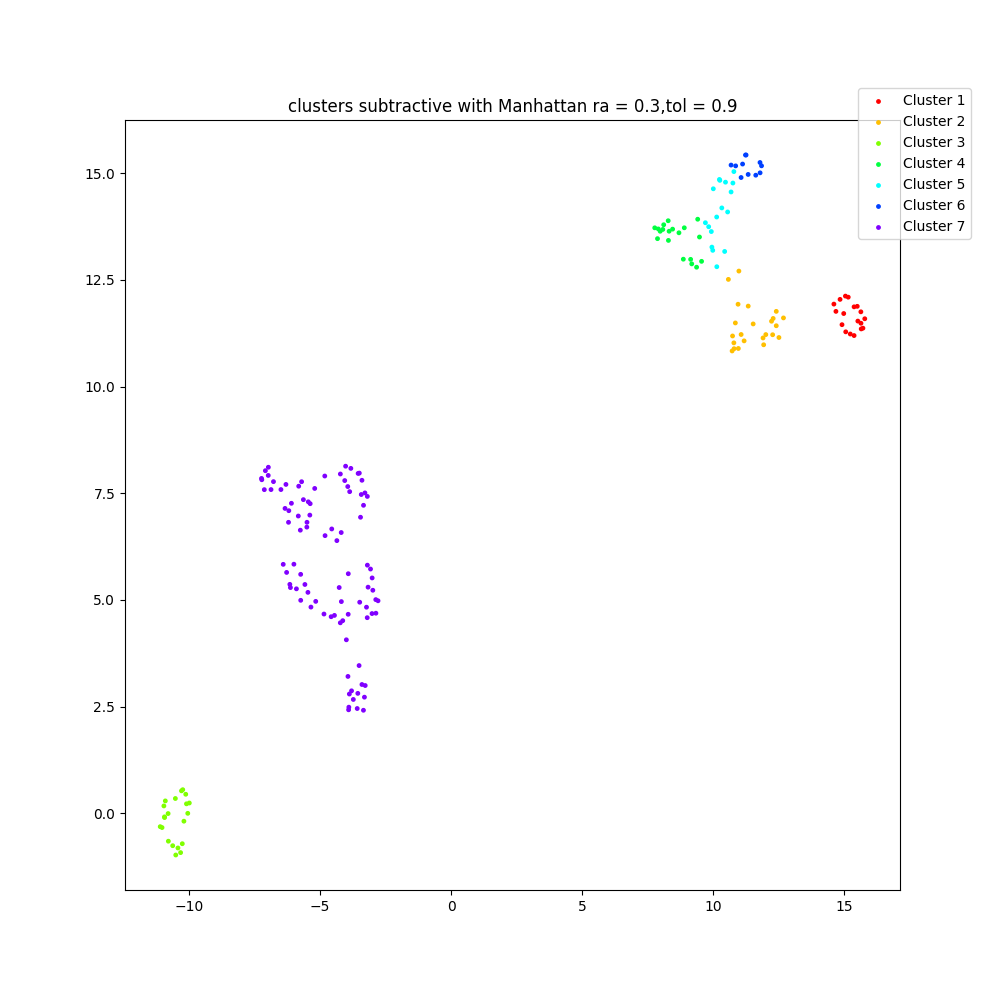 clusters subtractive with Manhattan ra = 0.3,tol = 0.9
Cluster 1
Cluster 2
Cluster 3
Cluster 4
Cluster 5
Cluster 6
Cluster 7
15.0
12.5
10.0
7.5
5.0
2.5
0.0
−10 −5 0 5 10 15